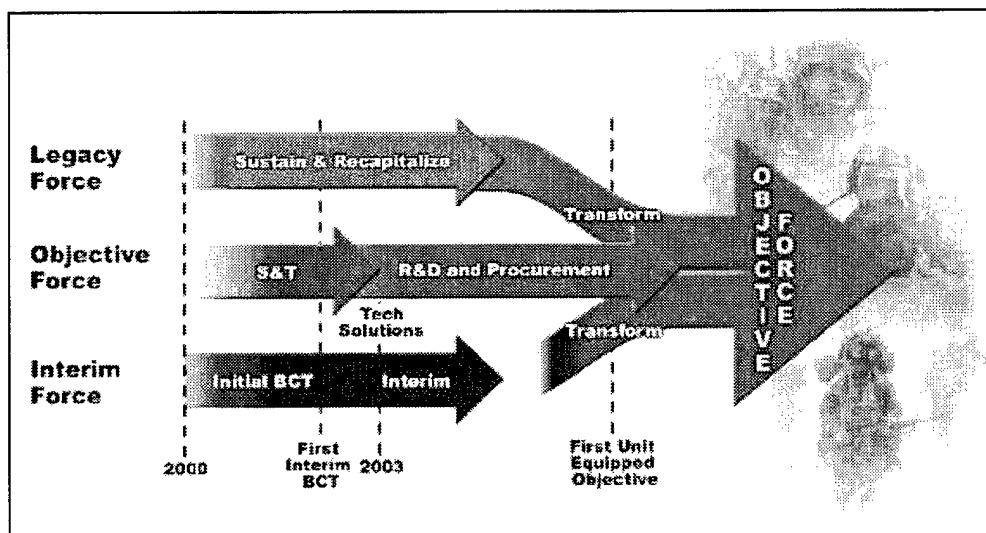 Legacy
Force
Sustain & Recapitalize
Transform
Objective
Force
S&T
R&D and Procurement
Tech
Solutions
Transform
Interim
Force
Initial BCT
Interim
OBJECTIVE
FORCE
2000
First
Interim
BCT
2003
First Unit
Equipped
Objective